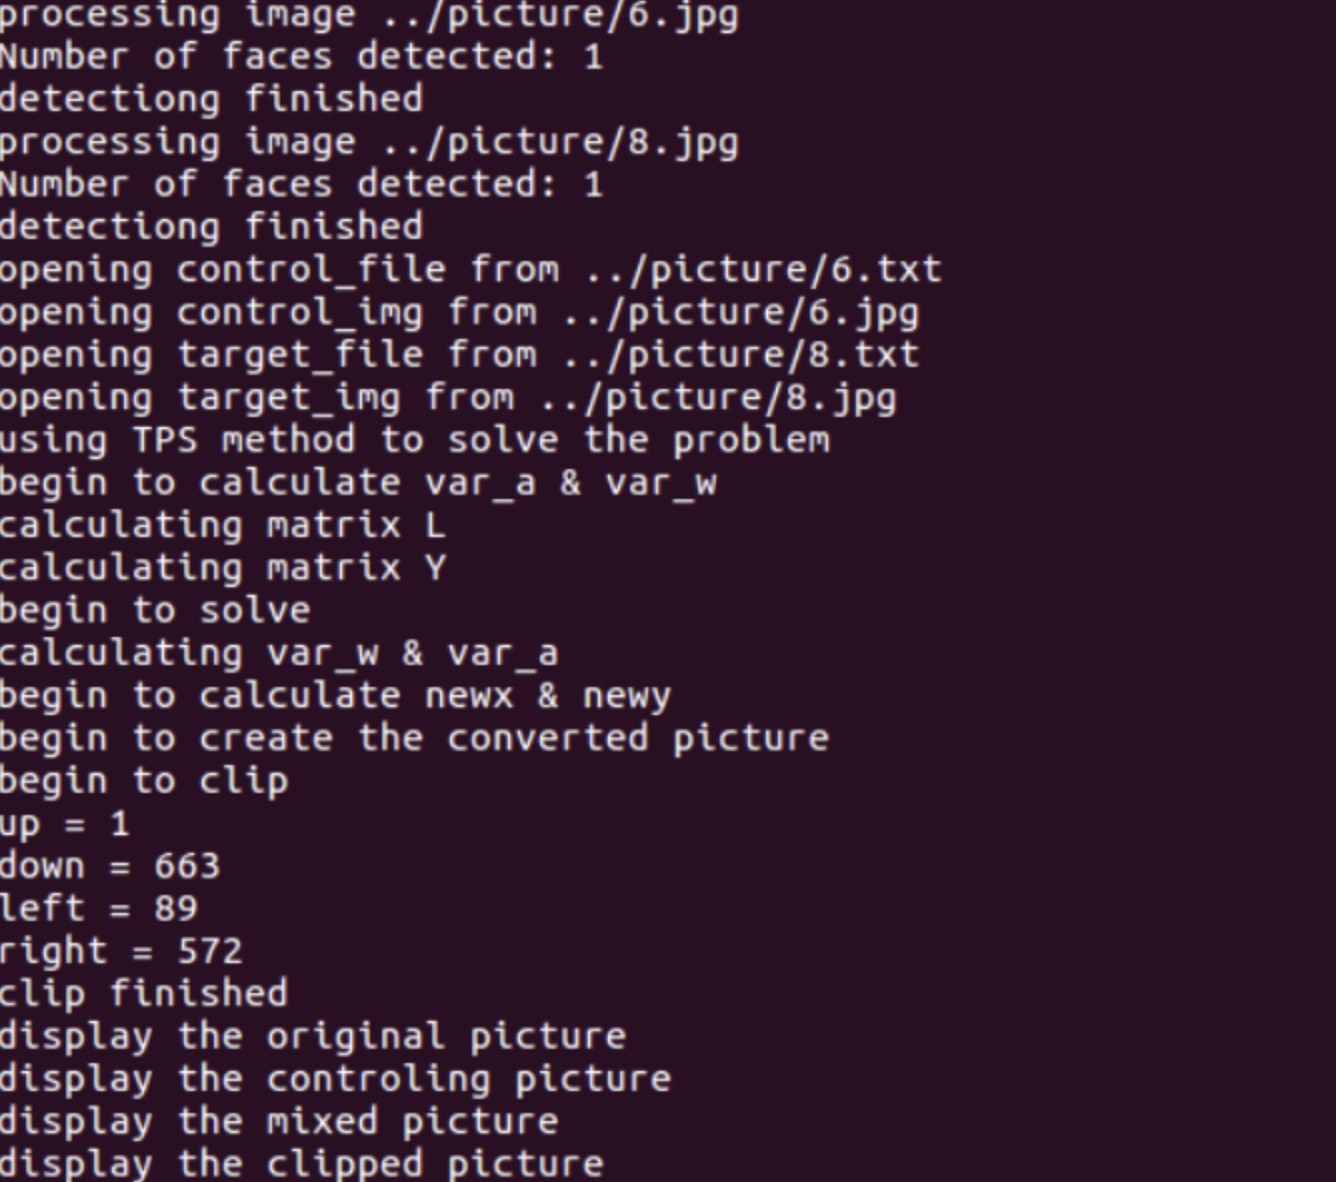 processing image ../picture/6.jpg
Number of faces detected: 1
detectiong finished
processing image ../picture/8.jpg
Number of faces detected: 1
detectiong finished
opening control_file from ../picture/6.txt
opening control_img from ../picture/6.jpg
opening target_file from ../picture/8.txt
opening target_img from ../picture/8.jpg
using TPS method to solve the problem
begin to calculate var_a & var_w
calculating matrix L
calculating matrix Y
begin to solve
calculating var_w & var_a
begin to calculate newx & newy
begin to create the converted picture
begin to clip
up = 1
down = 663
left = 89
right = 572
clip finished
display the original picture
display the controling picture
display the mixed picture
display the clipped picture